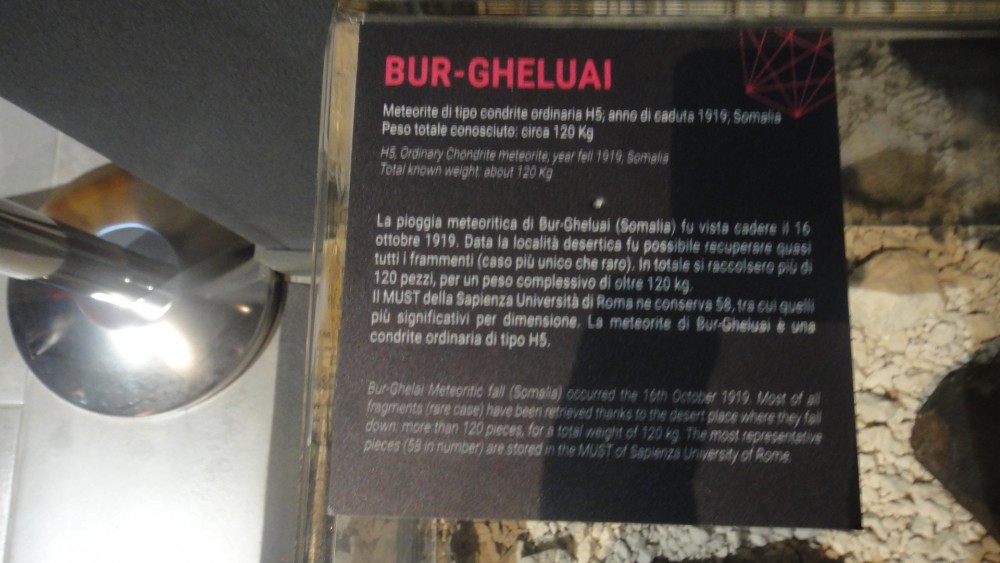 BUR-GHELUAI
Meteorite di tipo condrite ordinaria H5; anno di caduta 1919, Somalia
Peso totale conosciuto: circa 120 Kg
H5, Ordinary Chondrite meteorite; year fell 1919, Somalia
Total known weight: about 120 Kg
La pioggia meteoritica di Bur-Gheluai (Somalia) fu vista cadere il 16
ottobre 1919. Data la località desertica fu possibile recuperare quasi
tutti i frammenti (caso più unico che raro). In totale si raccolsero più di
120 pezzi, per un peso complessivo di oltre 120 kg.
Il MUST della Sapienza Università di Roma ne conserva 58, tra cui quelli
più significativi per dimensione. La meteorite di Bur-Gheluai è una
condrite ordinaria di tipo H5.
Bur-Ghelai Meteoritic fall (Somalia) occurred the 16th October 1919. Most of all
fragments (rare case) have been retrieved thanks to the desert place where they fall
down: more than 120 pieces, for a total weight of 120 kg. The most representative
pieces (58 in number) are stored in the MUST of Sapienza University of Rome.